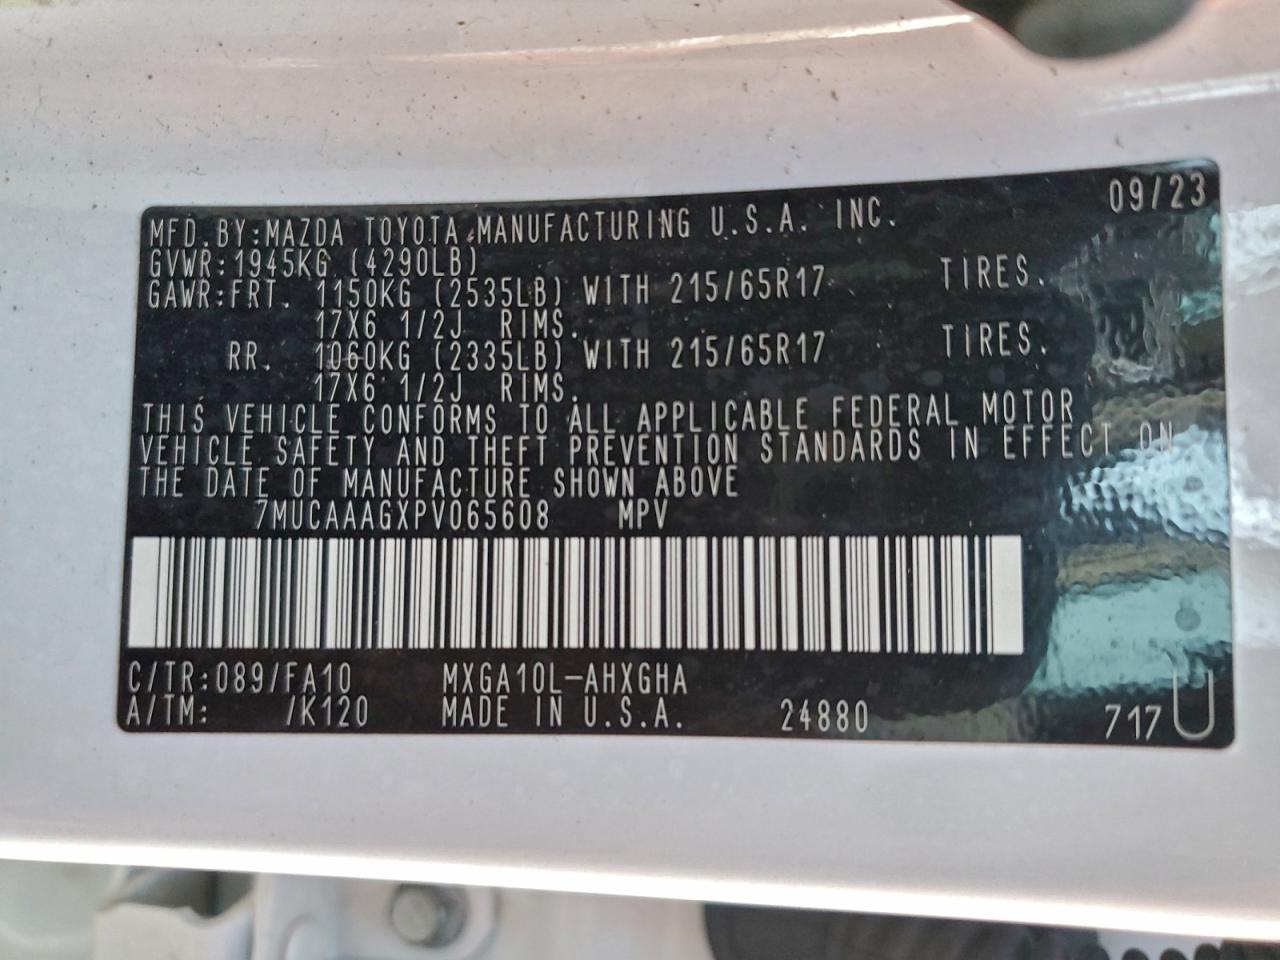 09/23
MFD.BY:MAZDA TOYOTA MANUFACTURING U.S.A. INC.
GVWR:1945KG (4290LB)
GAWR:FRT. 1150KG (2535LB) WITH 215/65R17 TIRES.
17X6 1/2J RIMS.
RR. 1060KG (2335LB) WITH 215/65R17 TIRES.
17X6 1/2J RIMS.
THIS VEHICLE CONFORMS TO ALL APPLICABLE FEDERAL MOTOR
VEHICLE SAFETY AND THEFT PREVENTION STANDARDS IN EFFECT ON
THE DATE OF MANUFACTURE SHOWN ABOVE
7MUCAAAGXPV065608 MPV
C/TR:089/FA10 MXGA10L-AHXGHA
A/TM: /K120 MADE IN U.S.A. 24880 717 U